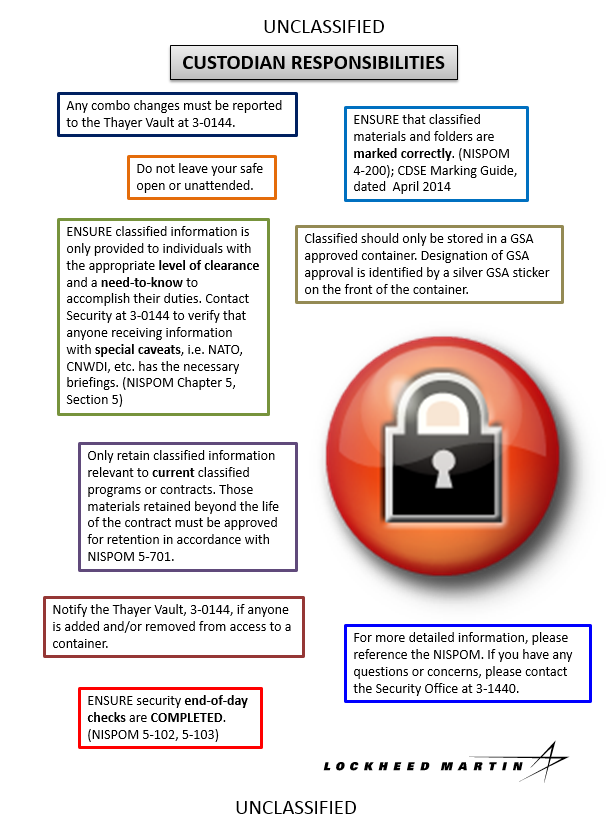 UNCLASSIFIED
CUSTODIAN RESPONSIBILITIES
Any combo changes must be reported
to the Thayer Vault at 3-0144.
ENSURE that classified
materials and folders are
marked correctly. (NISPOM
4-200); CDSE Marking Guide,
dated  April 2014
Do not leave your safe
open or unattended.
ENSURE classified information is
only provided to individuals with
the appropriate level of clearance
and a need-to-know to
accomplish their duties. Contact
Security at 3-0144 to verify that
anyone receiving information
with special caveats, i.e. NATO,
CNWDI, etc. has the necessary
briefings. (NISPOM Chapter 5,
Section 5)
Classified should only be stored in a GSA
approved container. Designation of GSA
approval is identified by a silver GSA sticker
on the front of the container.
Only retain classified information
relevant to current classified
programs or contracts. Those
materials retained beyond the life
of the contract must be approved
for retention in accordance with
NISPOM 5-701.
Notify the Thayer Vault, 3-0144, if anyone
is added and/or removed from access to a
container.
For more detailed information, please
reference the NISPOM. If you have any
questions or concerns, please contact
the Security Office at 3-1440.
ENSURE security end-of-day
checks are COMPLETED.
(NISPOM 5-102, 5-103)
LOCKHEED MARTIN
UNCLASSIFIED